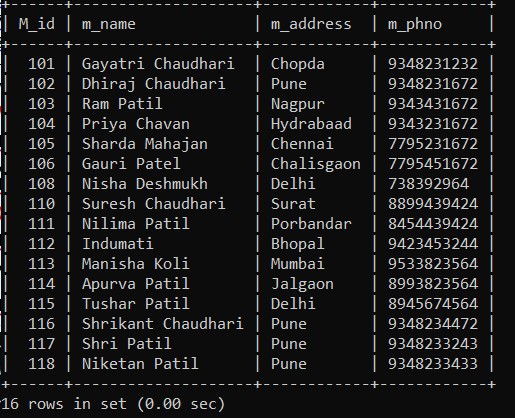 +------+--------------------+-------------+------------+
| M_id | m_name             | m_address   | m_phno     |
+------+--------------------+-------------+------------+
|  101 | Gayatri Chaudhari  | Chopda      | 9348231232 |
|  102 | Dhiraj Chaudhari   | Pune        | 9348231672 |
|  103 | Ram Patil          | Nagpur      | 9343431672 |
|  104 | Priya Chavan       | Hydrabaad   | 9343231672 |
|  105 | Sharda Mahajan     | Chennai     | 7795231672 |
|  106 | Gauri Patel        | Chalisgaon  | 7795451672 |
|  108 | Nisha Deshmukh     | Delhi       | 738392964  |
|  110 | Suresh Chaudhari   | Surat       | 8899439424 |
|  111 | Nilima Patil       | Porbandar   | 8454439424 |
|  112 | Indumati           | Bhopal      | 9423453244 |
|  113 | Manisha Koli       | Mumbai      | 9533823564 |
|  114 | Apurva Patil       | Jalgaon     | 8993823564 |
|  115 | Tushar Patil       | Delhi       | 8945674564 |
|  116 | Shrikant Chaudhari | Pune        | 9348234472 |
|  117 | Shri Patil         | Pune        | 9348233243 |
|  118 | Niketan Patil      | Pune        | 9348233433 |
+------+--------------------+-------------+------------+
16 rows in set (0.00 sec)